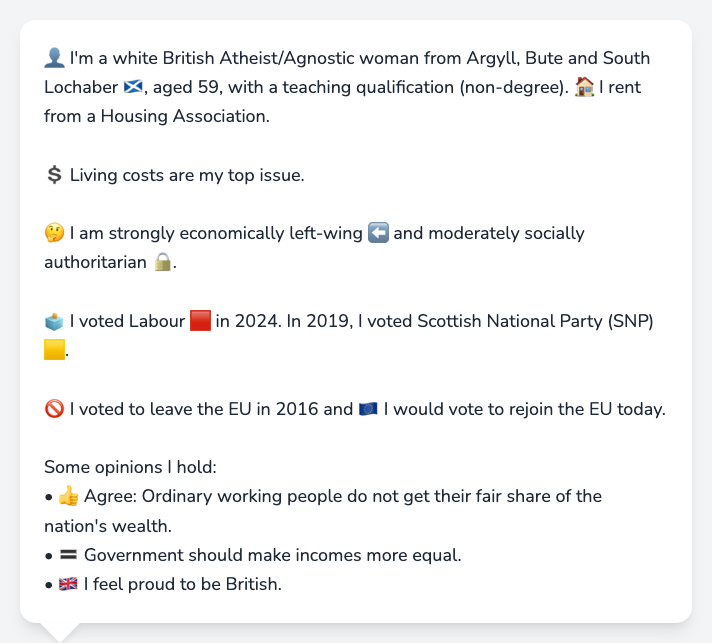 👤 I'm a white British Atheist/Agnostic woman from Argyll, Bute and South
Lochaber 🏴󠁧󠁢󠁳󠁣󠁴󠁿, aged 59, with a teaching qualification (non-degree). 🏠 I rent
from a Housing Association.
💲 Living costs are my top issue.
🤔 I am strongly economically left-wing ⬅️ and moderately socially
authoritarian 🔒.
🗳️ I voted Labour 🟥 in 2024. In 2019, I voted Scottish National Party (SNP)
🟨.
🚫 I voted to leave the EU in 2016 and 🇪🇺 I would vote to rejoin the EU today.
Some opinions I hold:
• 👍 Agree: Ordinary working people do not get their fair share of the
nation's wealth.
• 🟰 Government should make incomes more equal.
• 🇬🇧 I feel proud to be British.